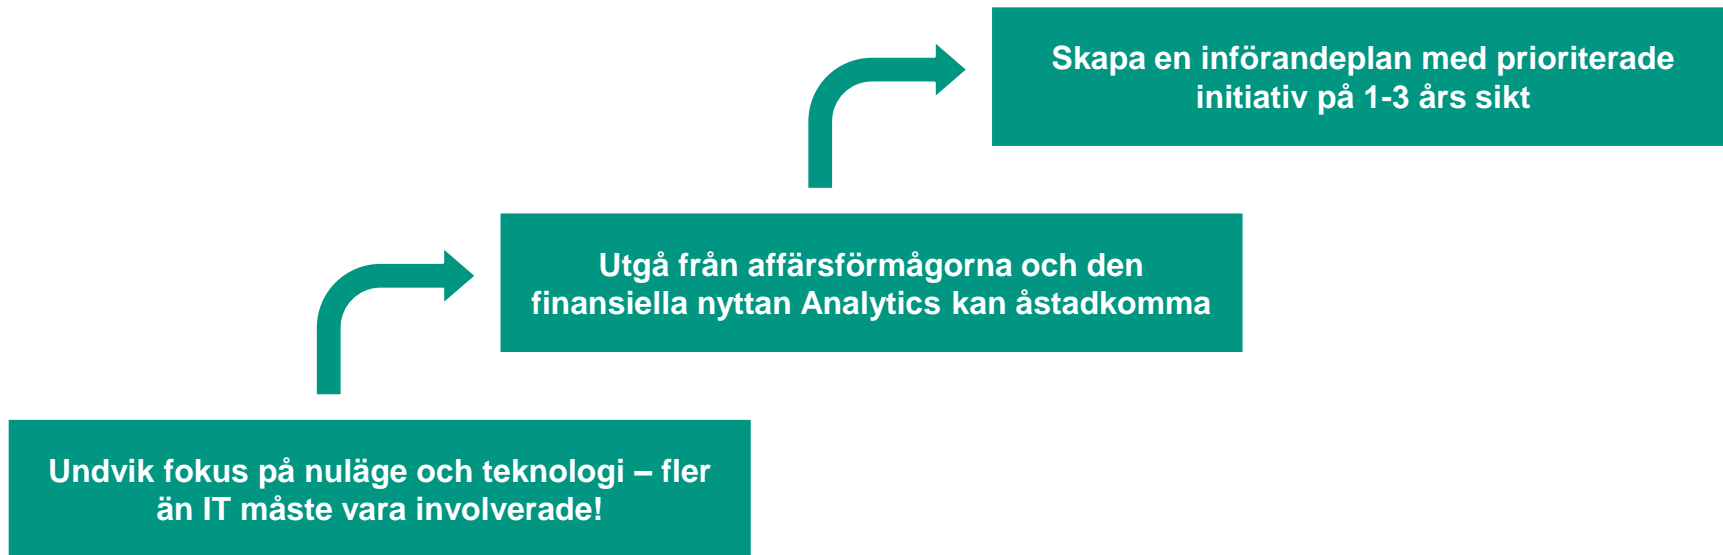 Skapa en införandeplan med prioriterade
initiativ på 1-3 års sikt
Utgå från affärsförmågorna och den
finansiella nyttan Analytics kan åstadkomma
Undvik fokus på nuläge och teknologi – fler
än IT måste vara involverade!